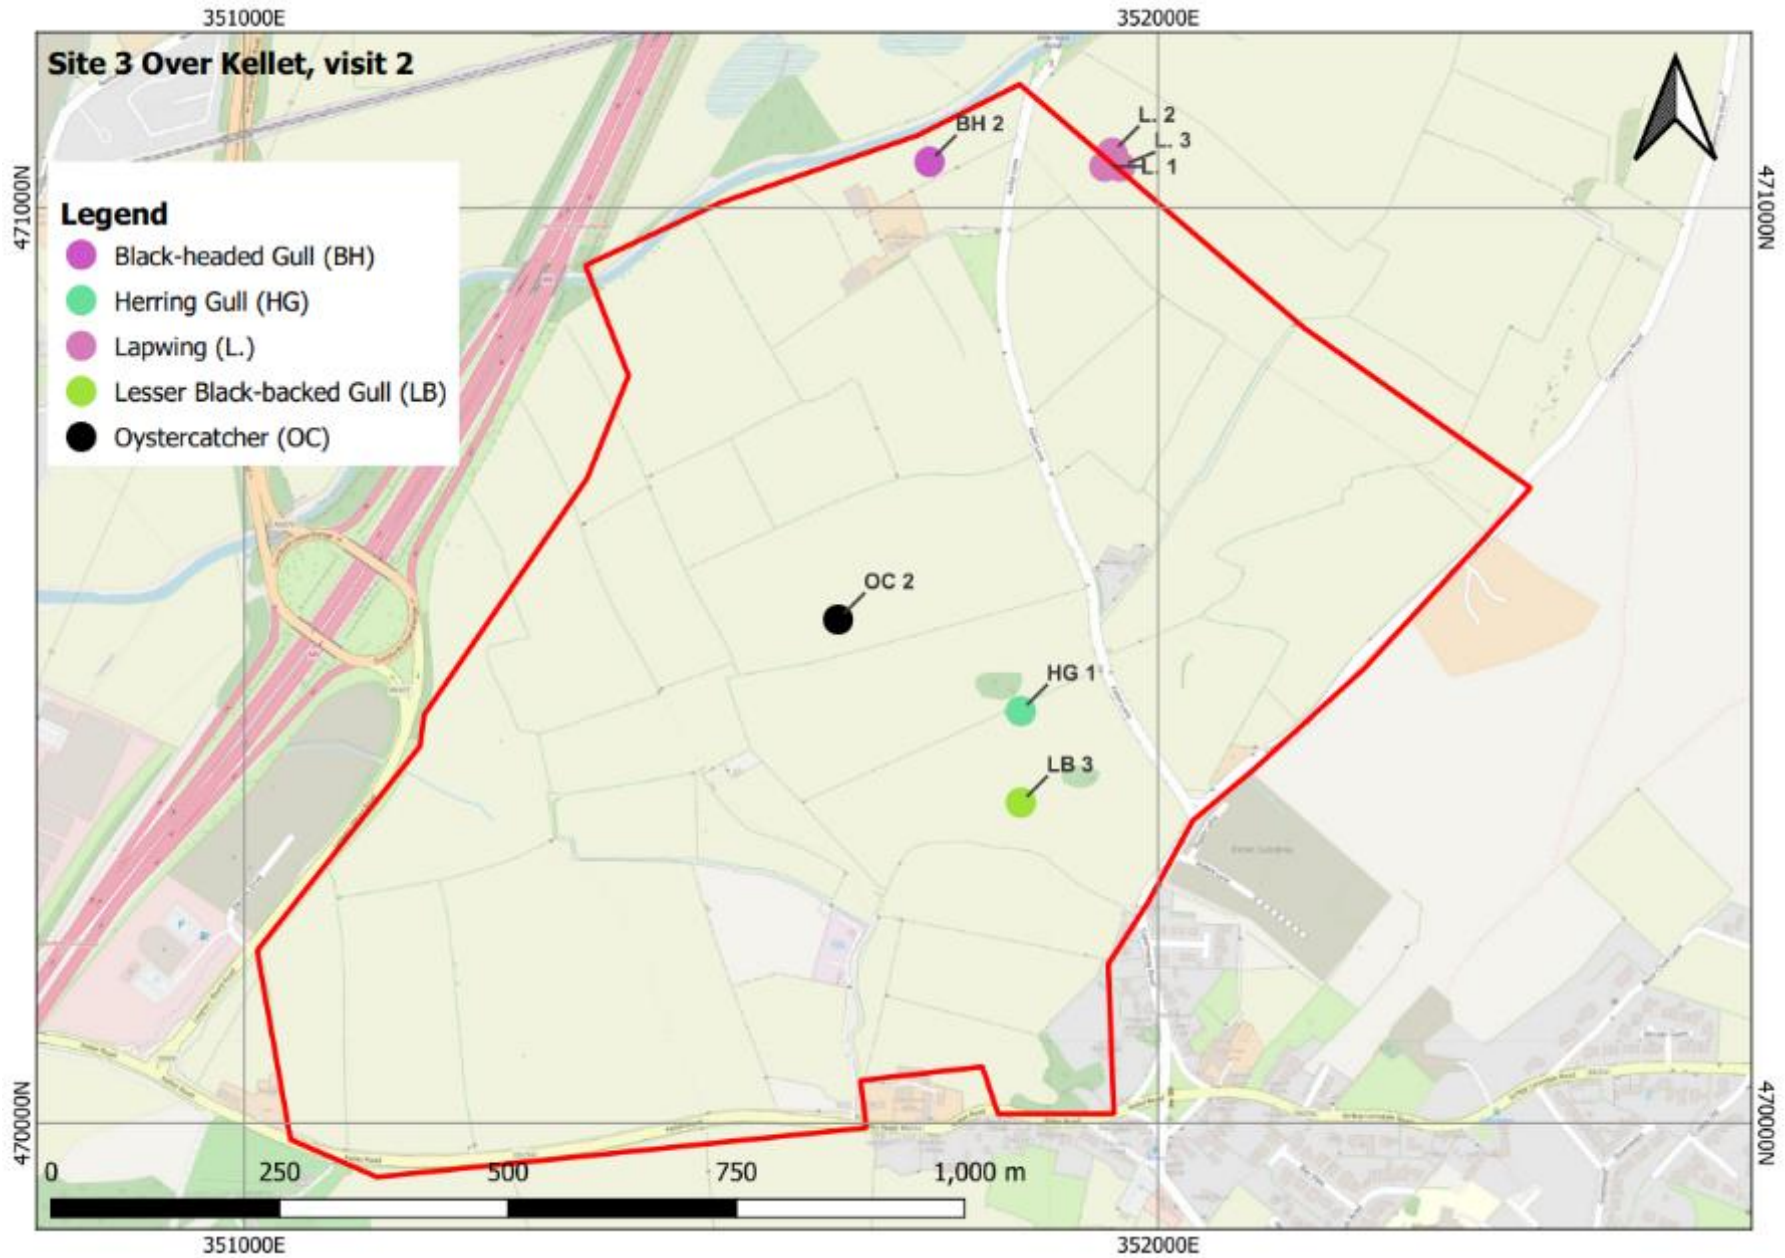 351000E
352000E
Site 3 Over Kellet, visit 2
BH 2
L. 2
L. 3
L. 1
471000N
471000N
Legend
Black-headed Gull (BH)
Herring Gull (HG)
Lapwing (L.)
Lesser Black-backed Gull (LB)
Oystercatcher (OC)
OC 2
HG 1
LB 3
470000N
470000N
0 250 500 750 1,000 m
351000E
352000E